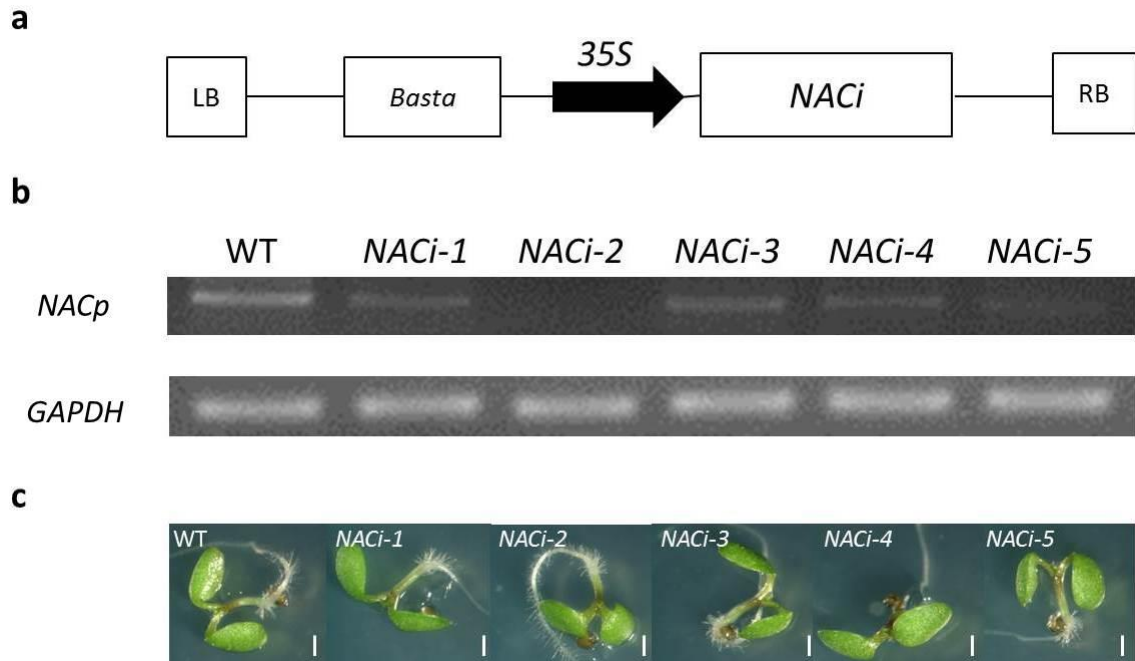 a
35S
LB Basta NACi RB
b
WT NACi-1 NACi-2 NACi-3 NACi-4 NACi-5
NACp
GAPDH
c
WT NACi-1 NACi-2 NACi-3 NACi-4 NACi-5